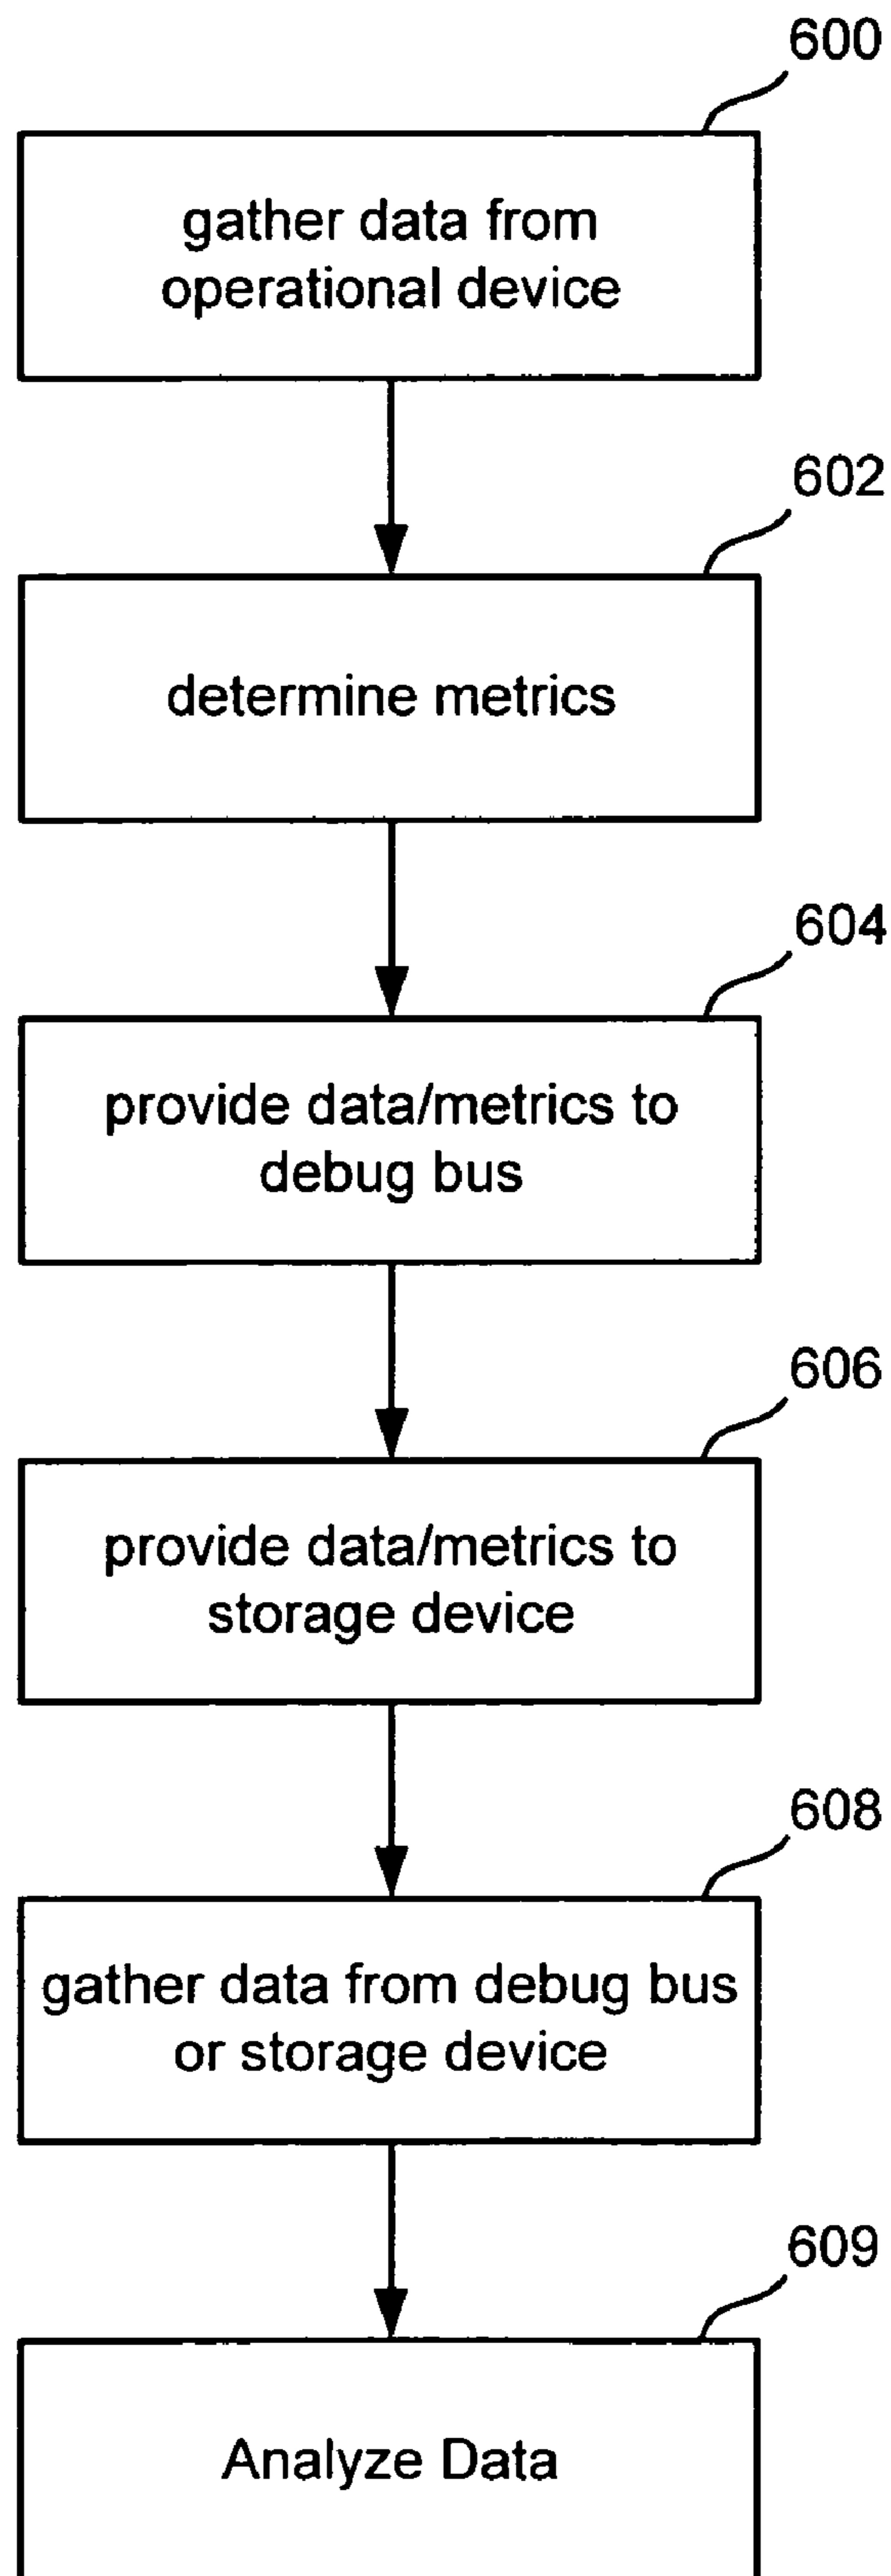 600
gather data from
operational device
602
determine metrics
604
provide data/metrics to
debug bus
606
provide data/metrics to
storage device
608
gather data from debug bus
or storage device
609
Analyze Data